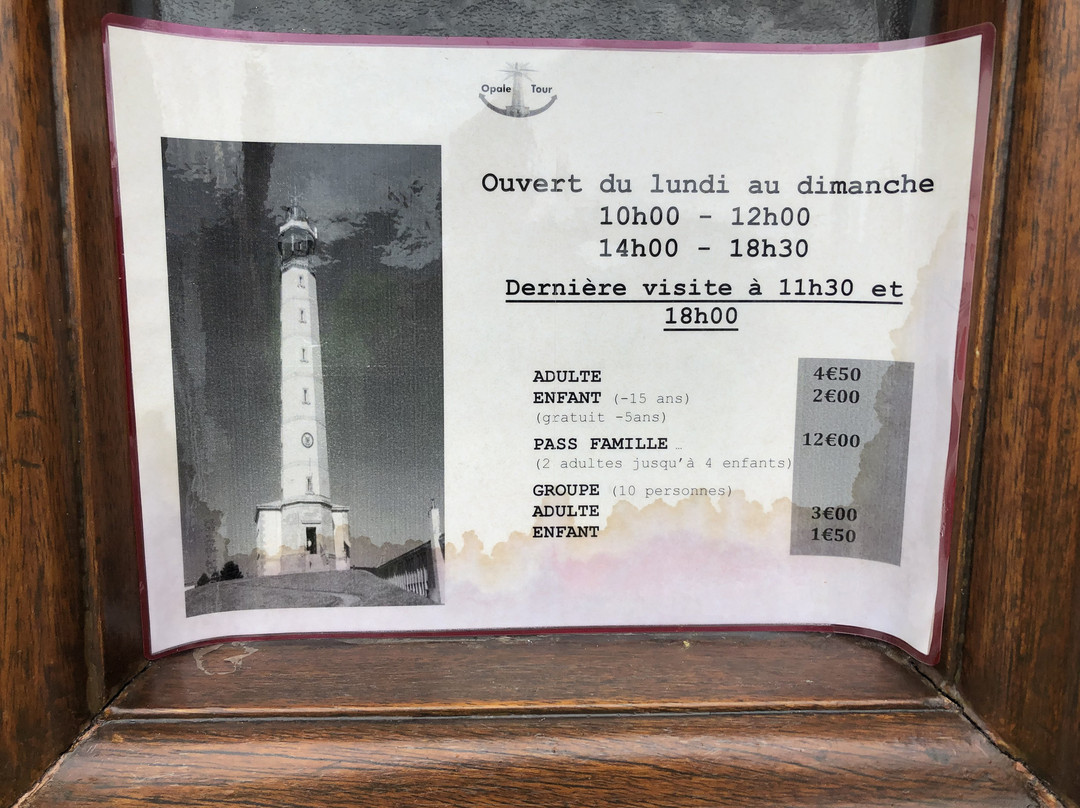 Opale Tour
Ouvert du lundi au dimanche
10h00 - 12h00
14h00 - 18h30
Dernière visite à 11h30 et
18h00
ADULTE 4€50
ENFANT (-15 ans) 2€00
(gratuit -5ans)
PASS FAMILLE … 12€00
(2 adultes jusqu'à 4 enfants)
GROUPE (10 personnes)
ADULTE 3€00
ENFANT 1€50